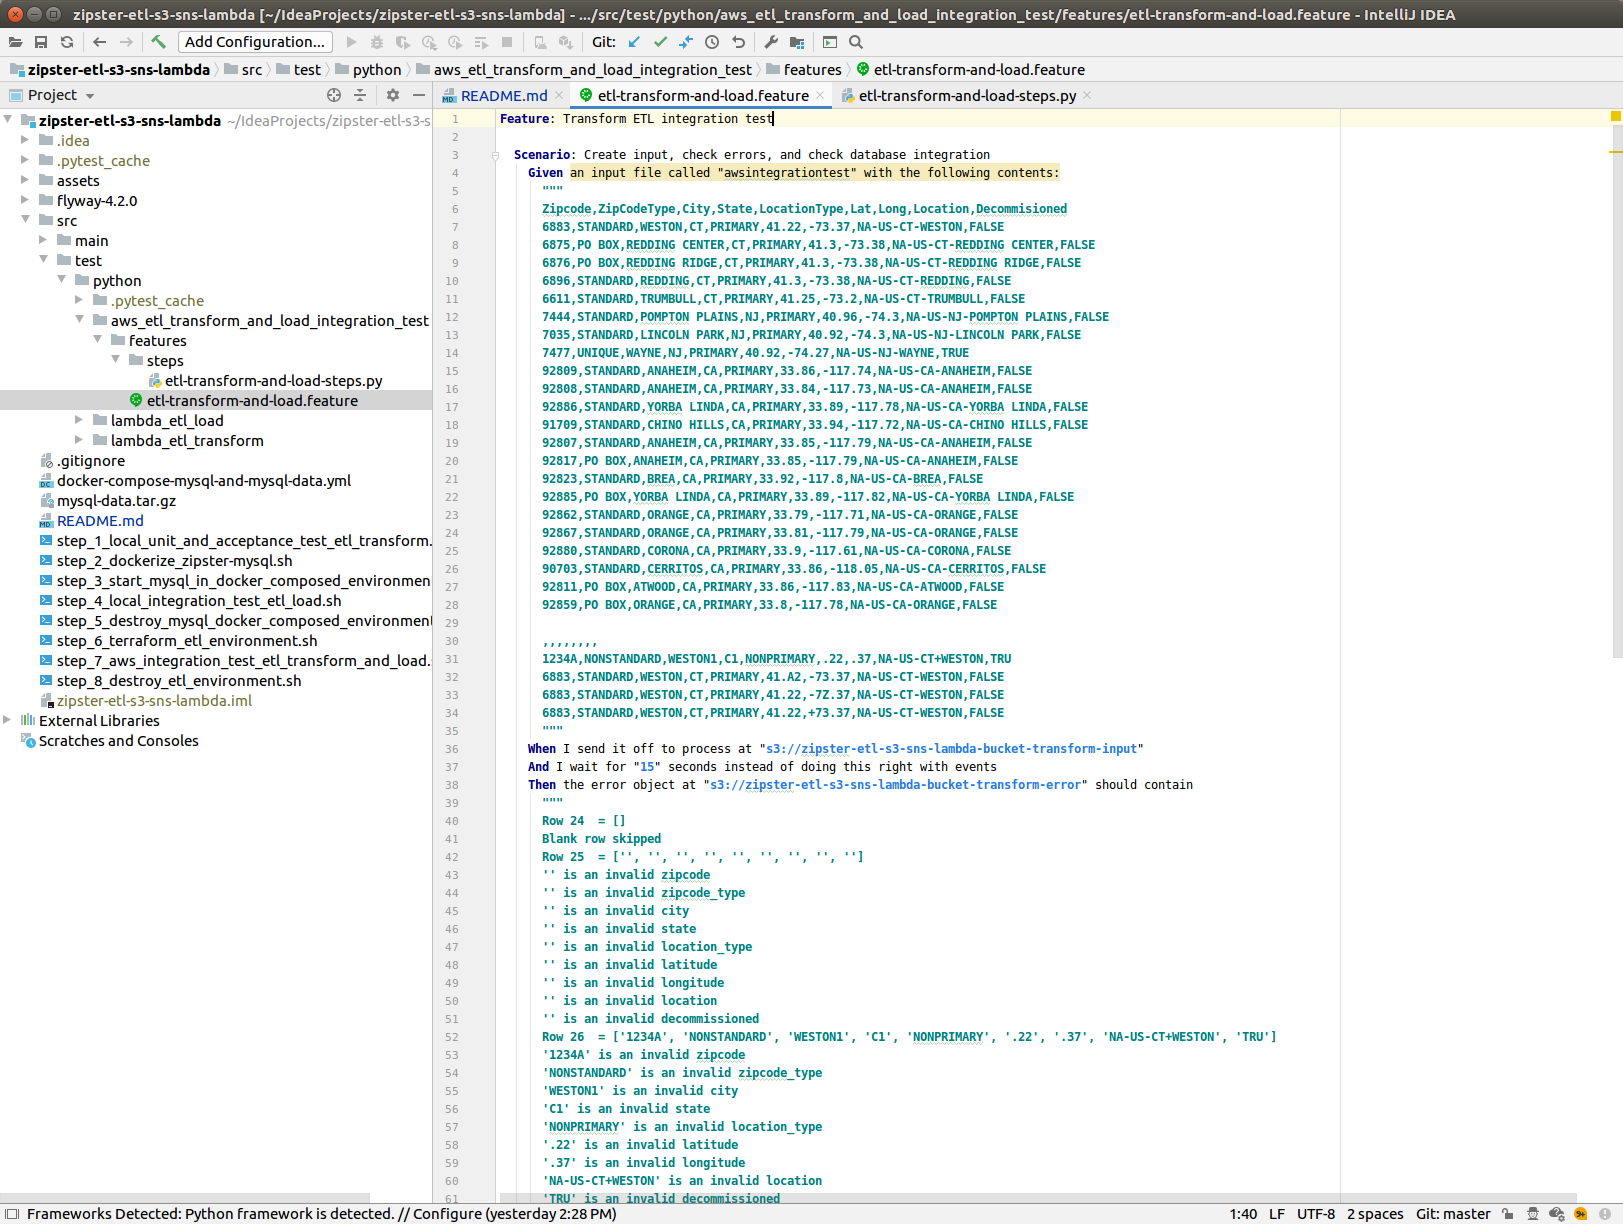 zipster-etl-s3-sns-lambda [~/IdeaProjects/zipster-etl-s3-sns-lambda] - .../src/test/python/aws_etl_transform_and_load_integration_test/features/etl-transform-and-load.feature - IntelliJ IDEA
Add Configuration...
Git:
zipster-etl-s3-sns-lambda
src
test
python
aws_etl_transform_and_load_integration_test
features
etl-transform-and-load.feature
Project
README.md
etl-transform-and-load.feature
etl-transform-and-load-steps.py
zipster-etl-s3-sns-lambda ~/IdeaProjects/zipster-etl-s3-s
.idea
.pytest_cache
assets
flyway-4.2.0
src
main
test
python
.pytest_cache
aws_etl_transform_and_load_integration_test
features
steps
etl-transform-and-load-steps.py
etl-transform-and-load.feature
lambda_etl_load
lambda_etl_transform
.gitignore
docker-compose-mysql-and-mysql-data.yml
mysql-data.tar.gz
README.md
step_1_local_unit_and_acceptance_test_etl_transform.
step_2_dockerize_zipster-mysql.sh
step_3_start_mysql_in_docker_composed_environmen
step_4_local_integration_test_etl_load.sh
step_5_destroy_mysql_docker_composed_environment
step_6_terraform_etl_environment.sh
step_7_aws_integration_test_etl_transform_and_load.
step_8_destroy_etl_environment.sh
zipster-etl-s3-sns-lambda.iml
External Libraries
Scratches and Consoles
1 Feature: Transform ETL integration test
2
3 Scenario: Create input, check errors, and check database integration
4 Given an input file called "awsintegrationtest" with the following contents:
5 """
6 Zipcode,ZipCodeType,City,State,LocationType,Lat,Long,Location,Decommisioned
7 6883,STANDARD,WESTON,CT,PRIMARY,41.22,-73.37,NA-US-CT-WESTON,FALSE
8 6875,PO BOX,REDDING CENTER,CT,PRIMARY,41.3,-73.38,NA-US-CT-REDDING CENTER,FALSE
9 6876,PO BOX,REDDING RIDGE,CT,PRIMARY,41.3,-73.38,NA-US-CT-REDDING RIDGE,FALSE
10 6896,STANDARD,REDDING,CT,PRIMARY,41.3,-73.38,NA-US-CT-REDDING,FALSE
11 6611,STANDARD,TRUMBULL,CT,PRIMARY,41.25,-73.2,NA-US-CT-TRUMBULL,FALSE
12 7444,STANDARD,POMPTON PLAINS,NJ,PRIMARY,40.96,-74.3,NA-US-NJ-POMPTON PLAINS,FALSE
13 7035,STANDARD,LINCOLN PARK,NJ,PRIMARY,40.92,-74.3,NA-US-NJ-LINCOLN PARK,FALSE
14 7477,UNIQUE,WAYNE,NJ,PRIMARY,40.92,-74.27,NA-US-NJ-WAYNE,TRUE
15 92809,STANDARD,ANAHEIM,CA,PRIMARY,33.86,-117.74,NA-US-CA-ANAHEIM,FALSE
16 92808,STANDARD,ANAHEIM,CA,PRIMARY,33.84,-117.73,NA-US-CA-ANAHEIM,FALSE
17 92886,STANDARD,YORBA LINDA,CA,PRIMARY,33.89,-117.78,NA-US-CA-YORBA LINDA,FALSE
18 91709,STANDARD,CHINO HILLS,CA,PRIMARY,33.94,-117.72,NA-US-CA-CHINO HILLS,FALSE
19 92807,STANDARD,ANAHEIM,CA,PRIMARY,33.85,-117.79,NA-US-CA-ANAHEIM,FALSE
20 92817,PO BOX,ANAHEIM,CA,PRIMARY,33.85,-117.79,NA-US-CA-ANAHEIM,FALSE
21 92823,STANDARD,BREA,CA,PRIMARY,33.92,-117.8,NA-US-CA-BREA,FALSE
22 92885,PO BOX,YORBA LINDA,CA,PRIMARY,33.89,-117.82,NA-US-CA-YORBA LINDA,FALSE
23 92862,STANDARD,ORANGE,CA,PRIMARY,33.79,-117.71,NA-US-CA-ORANGE,FALSE
24 92867,STANDARD,ORANGE,CA,PRIMARY,33.81,-117.79,NA-US-CA-ORANGE,FALSE
25 92880,STANDARD,CORONA,CA,PRIMARY,33.9,-117.61,NA-US-CA-CORONA,FALSE
26 90703,STANDARD,CERRITOS,CA,PRIMARY,33.86,-118.05,NA-US-CA-CERRITOS,FALSE
27 92811,PO BOX,ATWOOD,CA,PRIMARY,33.86,-117.83,NA-US-CA-ATWOOD,FALSE
28 92859,PO BOX,ORANGE,CA,PRIMARY,33.8,-117.78,NA-US-CA-ORANGE,FALSE
29
30 ,,,,,,,,
31 1234A,NONSTANDARD,WESTON1,C1,NONPRIMARY,.22,.37,NA-US-CT+WESTON,TRU
32 6883,STANDARD,WESTON,CT,PRIMARY,41.A2,-73.37,NA-US-CT-WESTON,FALSE
33 6883,STANDARD,WESTON,CT,PRIMARY,41.22,-7Z.37,NA-US-CT-WESTON,FALSE
34 6883,STANDARD,WESTON,CT,PRIMARY,41.22,+73.37,NA-US-CT-WESTON,FALSE
35 """
36 When I send it off to process at "s3://zipster-etl-s3-sns-lambda-bucket-transform-input"
37 And I wait for "15" seconds instead of doing this right with events
38 Then the error object at "s3://zipster-etl-s3-sns-lambda-bucket-transform-error" should contain
39 """
40 Row 24  = []
41 Blank row skipped
42 Row 25  = ['', '', '', '', '', '', '', '', '']
43 '' is an invalid zipcode
44 '' is an invalid zipcode_type
45 '' is an invalid city
46 '' is an invalid state
47 '' is an invalid location_type
48 '' is an invalid latitude
49 '' is an invalid longitude
50 '' is an invalid location
51 '' is an invalid decommissioned
52 Row 26  = ['1234A', 'NONSTANDARD', 'WESTON1', 'C1', 'NONPRIMARY', '.22', '.37', 'NA-US-CT+WESTON', 'TRU']
53 '1234A' is an invalid zipcode
54 'NONSTANDARD' is an invalid zipcode_type
55 'WESTON1' is an invalid city
56 'C1' is an invalid state
57 'NONPRIMARY' is an invalid location_type
58 '.22' is an invalid latitude
59 '.37' is an invalid longitude
60 'NA-US-CT+WESTON' is an invalid location
61 'TRU' is an invalid decommissioned
Frameworks Detected: Python framework is detected. // Configure (yesterday 2:28 PM)
1:40 LF UTF-8 2 spaces Git: master